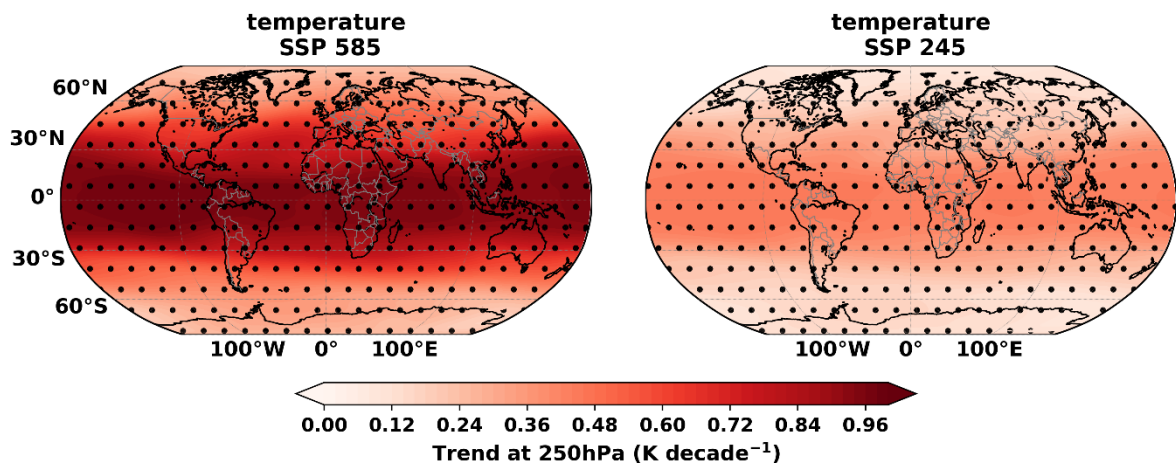 temperature
SSP 585
temperature
SSP 245
60°N
30°N
0°
30°S
60°S
100°W 0° 100°E
100°W 0° 100°E
0.00 0.12 0.24 0.36 0.48 0.60 0.72 0.84 0.96
Trend at 250hPa (K decade⁻¹)